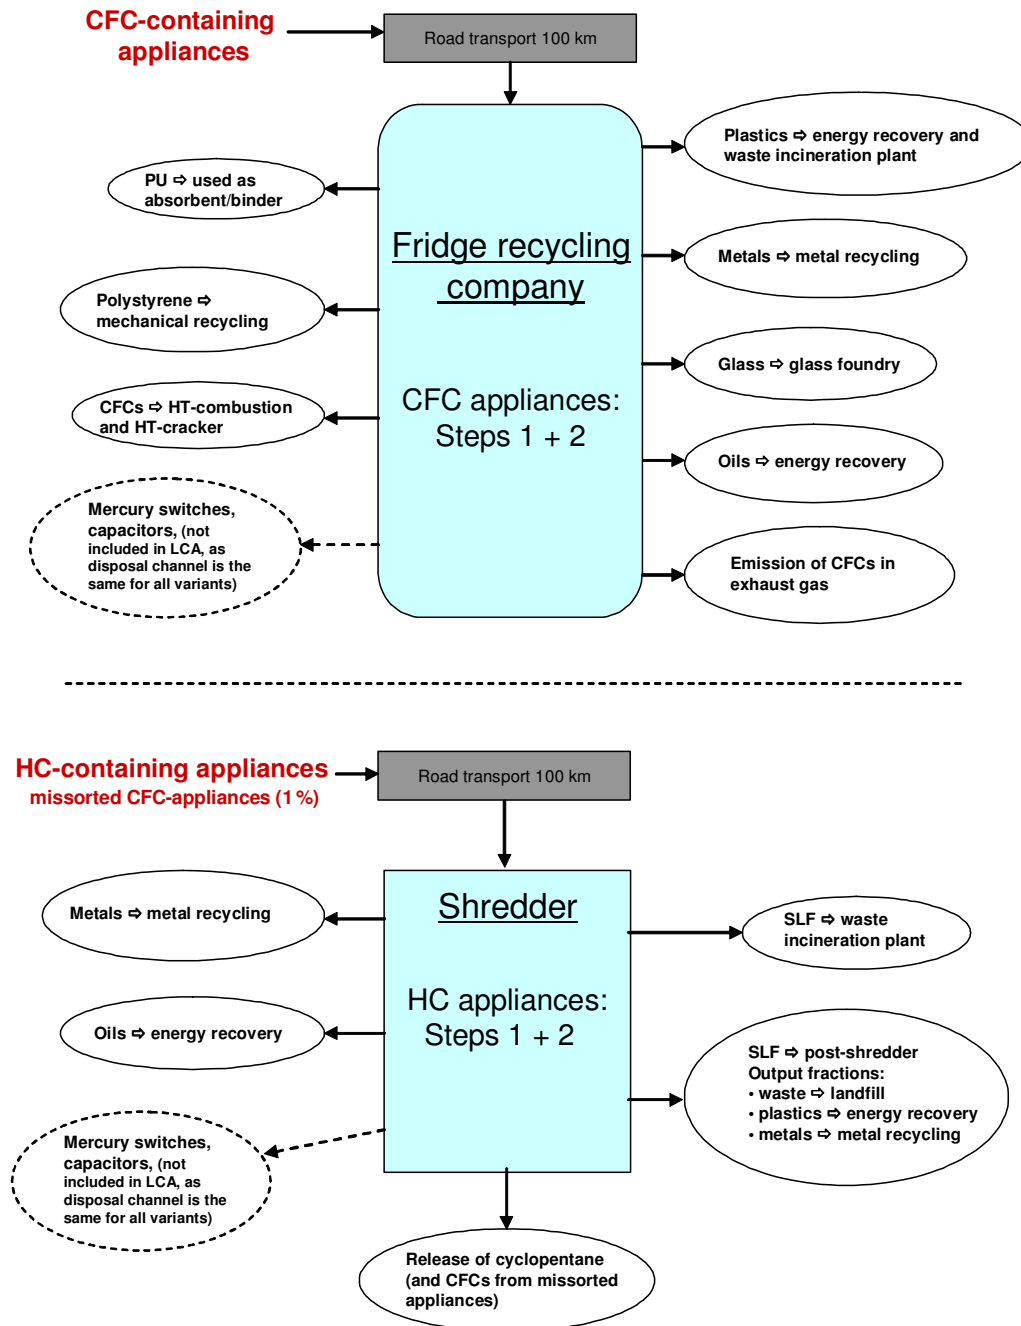 CFC-containing
appliances
Road transport 100 km
Plastics ⇨ energy recovery and
waste incineration plant
PU ⇨ used as
absorbent/binder
Fridge recycling
company
Metals ⇨ metal recycling
Polystyrene ⇨
mechanical recycling
Glass ⇨ glass foundry
CFCs ⇨ HT-combustion
and HT-cracker
CFC appliances:
Steps 1 + 2
Oils ⇨ energy recovery
Mercury switches,
capacitors, (not
included in LCA, as
disposal channel is the
same for all variants)
Emission of CFCs in
exhaust gas
HC-containing appliances
missorted CFC-appliances (1 %)
Road transport 100 km
Metals ⇨ metal recycling
Shredder
SLF ⇨ waste
incineration plant
HC appliances:
Steps 1 + 2
Oils ⇨ energy recovery
SLF ⇨ post-shredder
Output fractions:
• waste ⇨ landfill
• plastics ⇨ energy recovery
• metals ⇨ metal recycling
Mercury switches,
capacitors, (not
included in LCA, as
disposal channel is the
same for all variants)
Release of cyclopentane
(and CFCs from missorted
appliances)